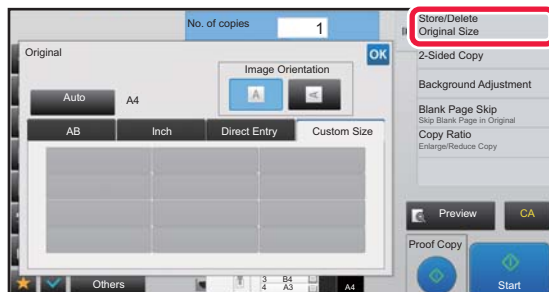 No. of copies
1
Store/Delete
Original Size
Original
OK
2-Sided Copy
Image Orientation
Background Adjustment
Auto
A4
A
A
Blank Page Skip
Skip Blank Page in Original
AB
Inch
Direct Entry
Custom Size
Copy Ratio
Enlarge/Reduce Copy
Preview
CA
Proof Copy
Others
3 B4
4 A3
A4
Start